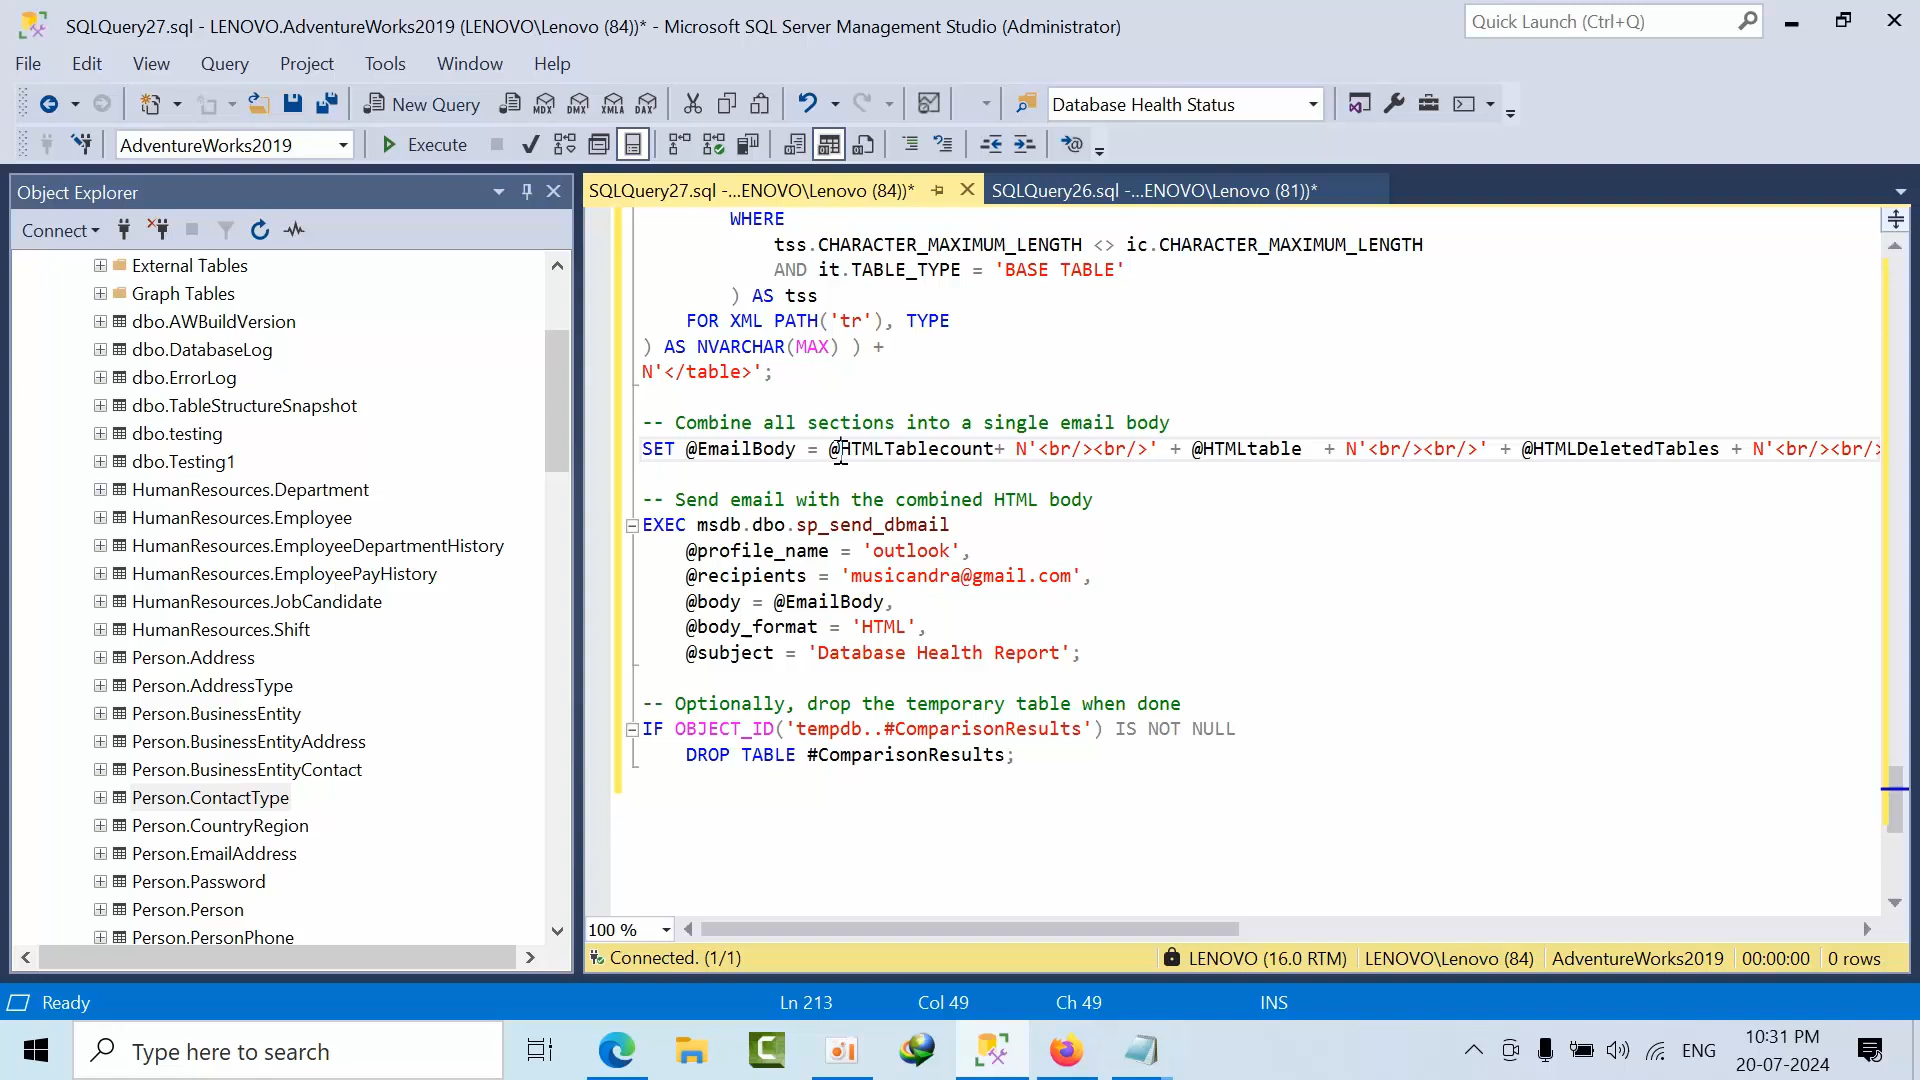 SQLQuery27.sql - LENOVO.AdventureWorks2019 (LENOVO\Lenovo (84))* - Microsoft SQL Server Management Studio (Administrator)
Quick Launch (Ctrl+Q)
File Edit View Query Project Tools Window Help
New Query
MDX DMX XMLA DAX
Database Health Status
AdventureWorks2019
Execute
Object Explorer
Connect
External Tables
Graph Tables
dbo.AWBuildVersion
dbo.DatabaseLog
dbo.ErrorLog
dbo.TableStructureSnapshot
dbo.testing
dbo.Testing1
HumanResources.Department
HumanResources.Employee
HumanResources.EmployeeDepartmentHistory
HumanResources.EmployeePayHistory
HumanResources.JobCandidate
HumanResources.Shift
Person.Address
Person.AddressType
Person.BusinessEntity
Person.BusinessEntityAddress
Person.BusinessEntityContact
Person.ContactType
Person.CountryRegion
Person.EmailAddress
Person.Password
Person.Person
Person.PersonPhone
SQLQuery27.sql -...ENOVO\Lenovo (84))*
SQLQuery26.sql -...ENOVO\Lenovo (81))*
WHERE
tss.CHARACTER_MAXIMUM_LENGTH <> ic.CHARACTER_MAXIMUM_LENGTH
AND it.TABLE_TYPE = 'BASE TABLE'
) AS tss
FOR XML PATH('tr'), TYPE
) AS NVARCHAR(MAX) ) +
N'</table>';
-- Combine all sections into a single email body
SET @EmailBody = @HTMLTablecount+ N'<br/><br/>' + @HTMLtable + N'<br/><br/>' + @HTMLDeletedTables + N'<br/><br/>
-- Send email with the combined HTML body
EXEC msdb.dbo.sp_send_dbmail
@profile_name = 'outlook',
@recipients = 'musicandra@gmail.com',
@body = @EmailBody,
@body_format = 'HTML',
@subject = 'Database Health Report';
-- Optionally, drop the temporary table when done
IF OBJECT_ID('tempdb..#ComparisonResults') IS NOT NULL
DROP TABLE #ComparisonResults;
100 %
Connected. (1/1)
LENOVO (16.0 RTM)
LENOVO\Lenovo (84)
AdventureWorks2019
00:00:00
0 rows
Ready
Ln 213
Col 49
Ch 49
INS
Type here to search
ENG
10:31 PM
20-07-2024